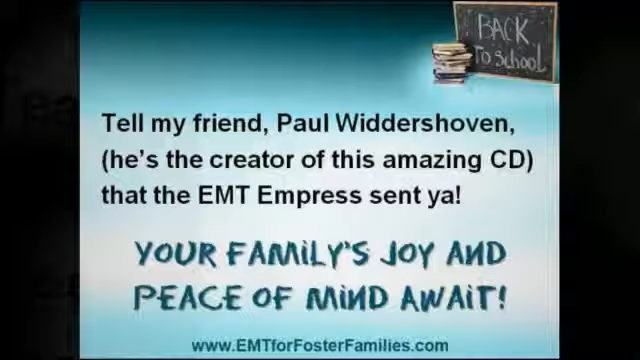 BACK
To School
Tell my friend, Paul Widdershoven,
(he's the creator of this amazing CD)
that the EMT Empress sent ya!
YOUR FAMILY'S JOY AND
PEACE OF MIND AWAIT!
www.EMTforFosterFamilies.com